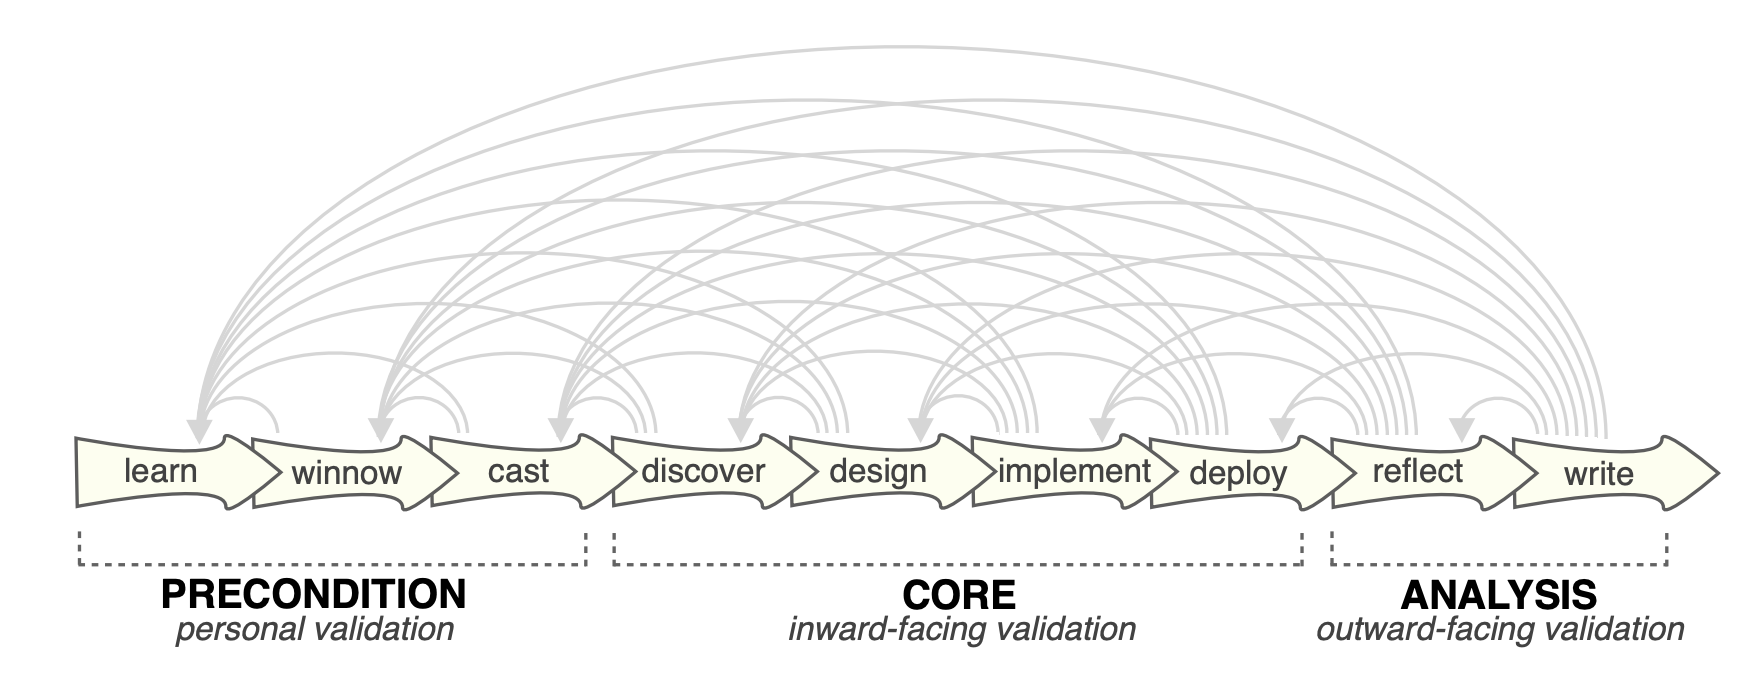 learn winnow cast discover design implement deploy reflect write
PRECONDITION CORE ANALYSIS
personal validation inward-facing validation outward-facing validation